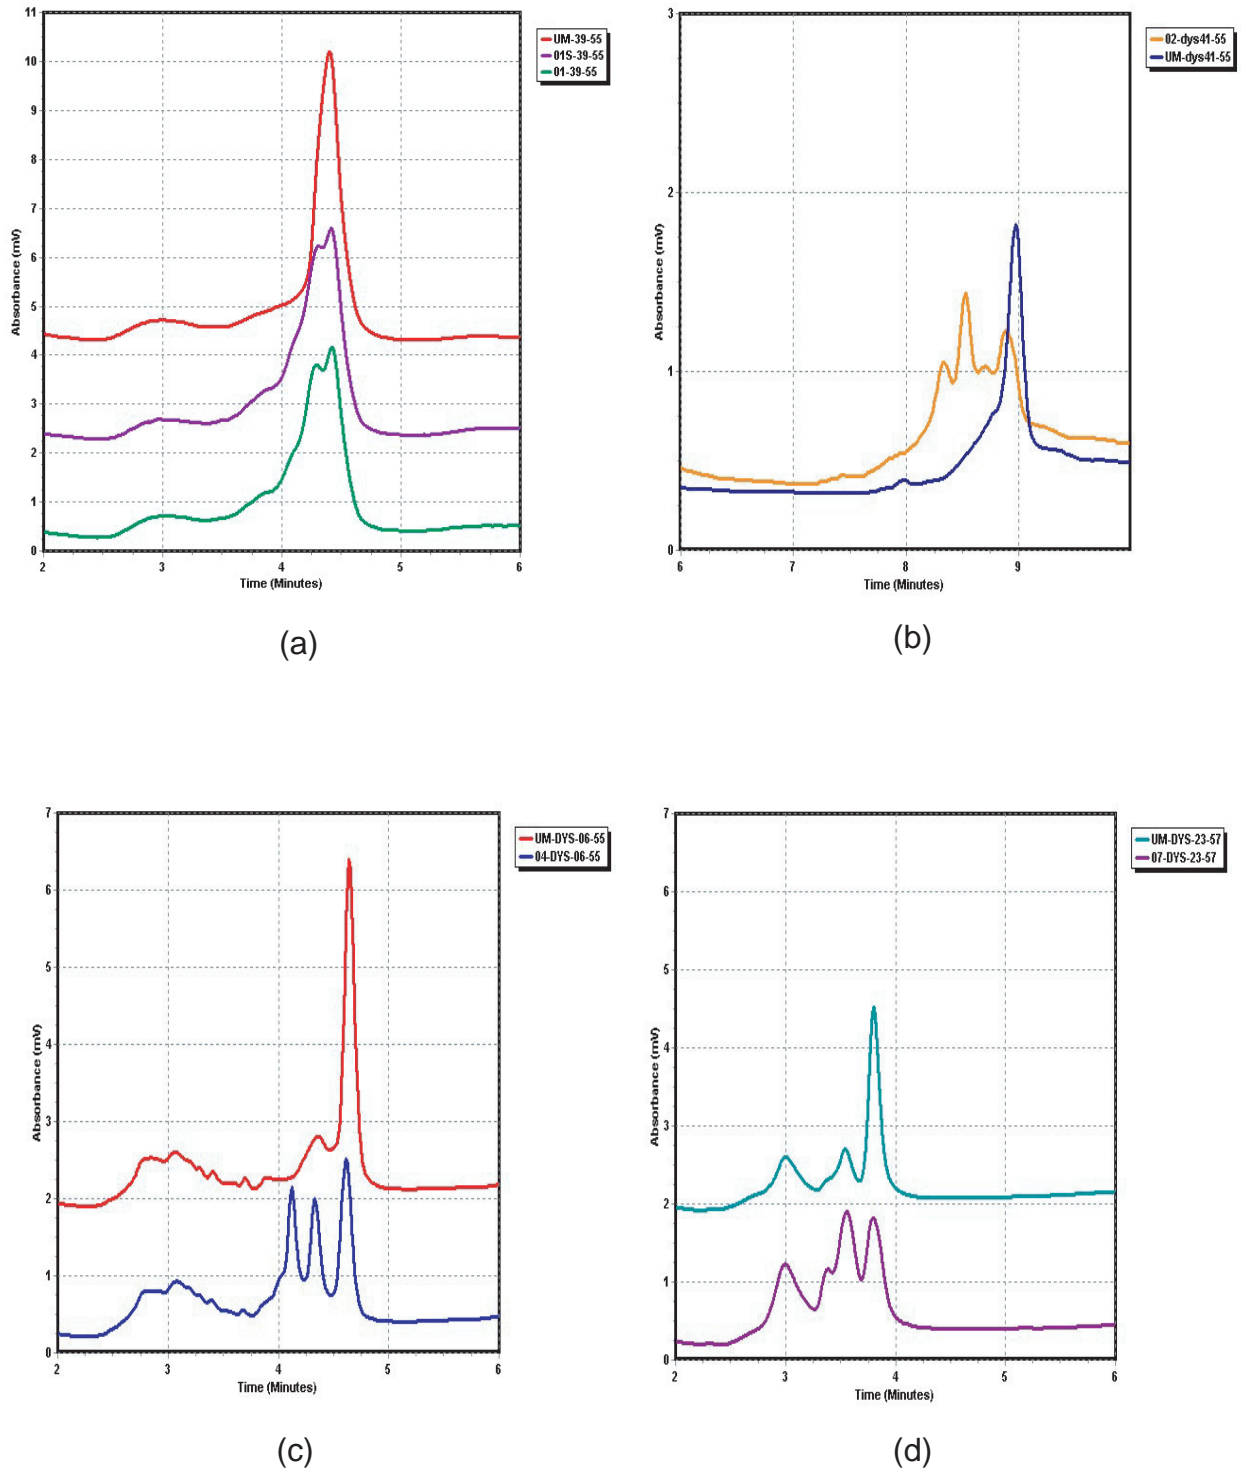 11
10
9
8
7
6
5
4
3
2
1
0
2 3 4 5 6
Absorbance (mV)
Time (Minutes)
UM-39-55
01S-39-55
01-39-55
(a)
3
2
1
0
6 7 8 9
Absorbance (mV)
Time (Minutes)
02-dys41-55
UM-dys41-55
(b)
7
6
5
4
3
2
1
0
2 3 4 5 6
Absorbance (mV)
Time (Minutes)
UM-DYS-06-55
04-DYS-06-55
(c)
7
6
5
4
3
2
1
0
2 3 4 5 6
Absorbance (mV)
Time (Minutes)
UM-DYS-23-57
07-DYS-23-57
(d)